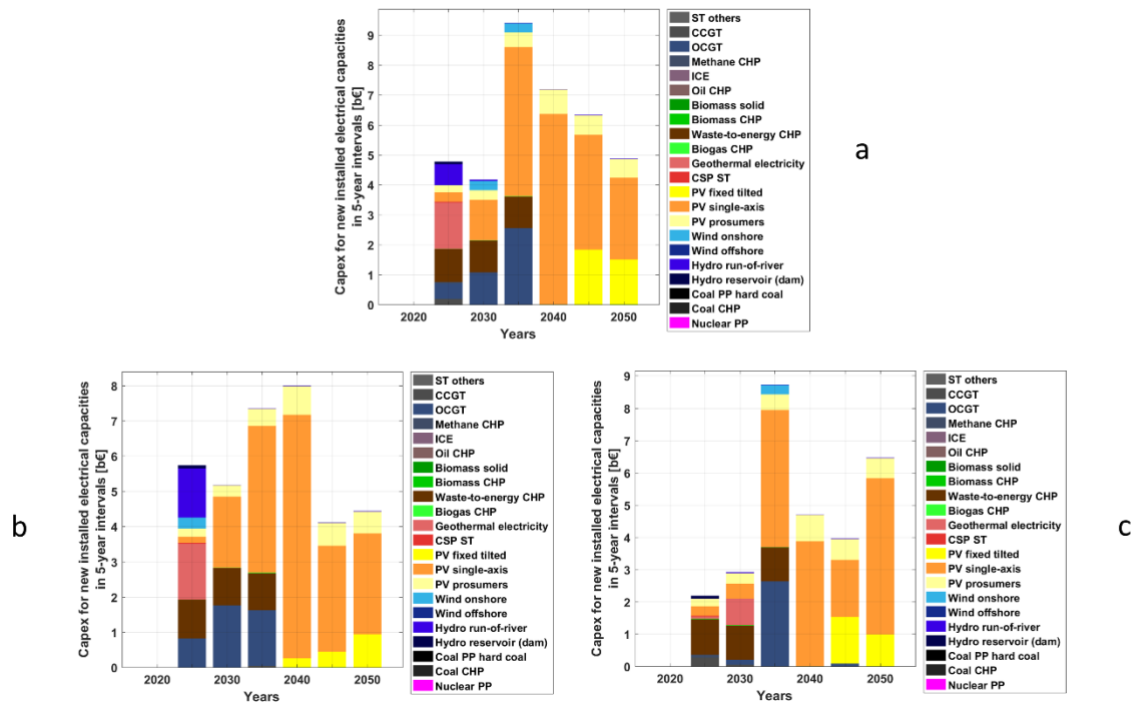 Capex for new installed electrical capacities
in 5-year intervals [b€]
9
8
7
6
5
4
3
2
1
0
2020 2030 2040 2050
Years
ST others
CCGT
OCGT
Methane CHP
ICE
Oil CHP
Biomass solid
Biomass CHP
Waste-to-energy CHP
Biogas CHP
Geothermal electricity
CSP ST
PV fixed tilted
PV single-axis
PV prosumers
Wind onshore
Wind offshore
Hydro run-of-river
Hydro reservoir (dam)
Coal PP hard coal
Coal CHP
Nuclear PP
a
b
Capex for new installed electrical capacities
in 5-year intervals [b€]
8
7
6
5
4
3
2
1
0
2020 2030 2040 2050
Years
ST others
CCGT
OCGT
Methane CHP
ICE
Oil CHP
Biomass solid
Biomass CHP
Waste-to-energy CHP
Biogas CHP
Geothermal electricity
CSP ST
PV fixed tilted
PV single-axis
PV prosumers
Wind onshore
Wind offshore
Hydro run-of-river
Hydro reservoir (dam)
Coal PP hard coal
Coal CHP
Nuclear PP
Capex for new installed electrical capacities
in 5-year intervals [b€]
9
8
7
6
5
4
3
2
1
0
2020 2030 2040 2050
Years
ST others
CCGT
OCGT
Methane CHP
ICE
Oil CHP
Biomass solid
Biomass CHP
Waste-to-energy CHP
Biogas CHP
Geothermal electricity
CSP ST
PV fixed tilted
PV single-axis
PV prosumers
Wind onshore
Wind offshore
Hydro run-of-river
Hydro reservoir (dam)
Coal PP hard coal
Coal CHP
Nuclear PP
c